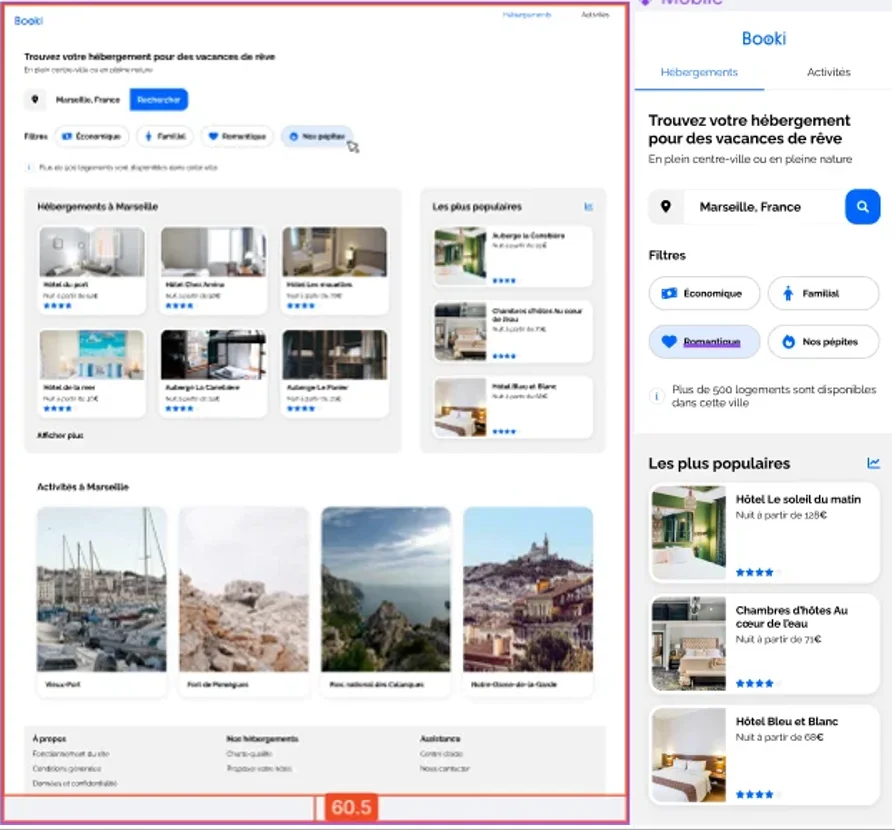 Booki
Hébergements
Activités
Trouvez votre hébergement pour des vacances de rêve
En plein centre-ville ou en pleine nature
Marseille, France
Rechercher
Filtres
Économique
Familial
Romantique
Nos pépites
Plus de 500 logements sont disponibles dans cette ville
Hébergements à Marseille
Hôtel du port
Nuit à partir de
Hôtel Chez Amina
Nuit à partir de
Hôtel Les mouettes
Nuit à partir de
Hôtel de la mer
Nuit à partir de
Auberge La Canebière
Nuit à partir de
Auberge Le Panier
Nuit à partir de
Afficher plus
Les plus populaires
Auberge la Canebière
Nuit à partir de
Chambres d'hôtes Au cœur
de l'eau
Nuit à partir de 71€
Hôtel Bleu et Blanc
Nuit à partir de 68€
Activités à Marseille
Vieux-Port
Fort de Pomègues
Parc national des Calanques
Notre-Dame-de-la-Garde
À propos
Fonctionnement du site
Conditions générales
Données et confidentialité
Nos hébergements
Charte qualité
Proposer votre hôtel
Assistance
Centre d'aide
Nous contacter
60.5
Mobile
Booki
Hébergements
Activités
Trouvez votre hébergement
pour des vacances de rêve
En plein centre-ville ou en pleine nature
Marseille, France
Filtres
Économique
Familial
Romantique
Nos pépites
Plus de 500 logements sont disponibles
dans cette ville
Les plus populaires
Hôtel Le soleil du matin
Nuit à partir de 128€
Chambres d'hôtes Au
cœur de l'eau
Nuit à partir de 71€
Hôtel Bleu et Blanc
Nuit à partir de 68€